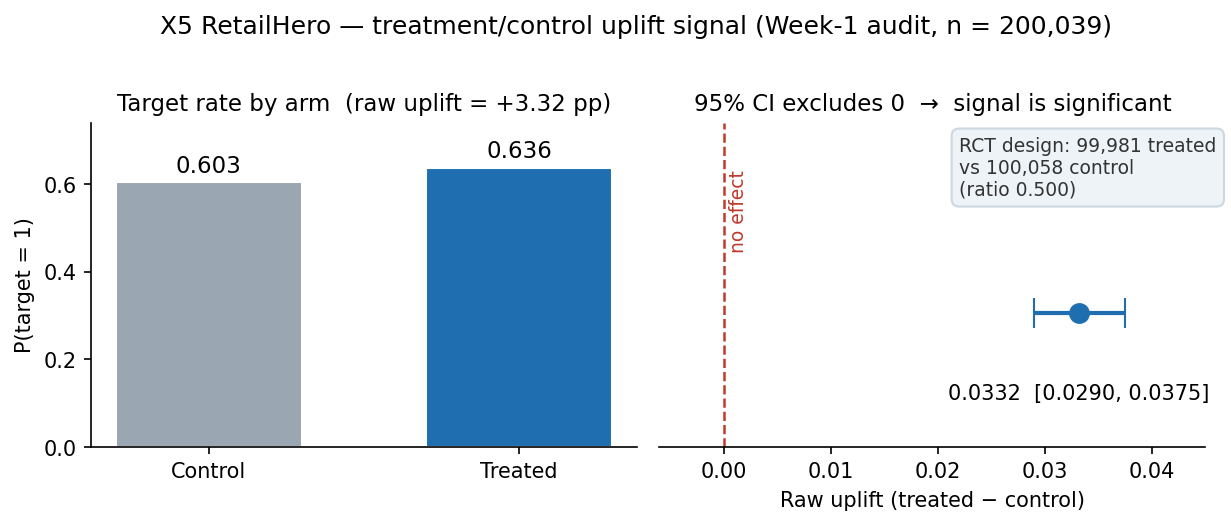 X5 RetailHero — treatment/control uplift signal (Week-1 audit, n = 200,039)
Target rate by arm (raw uplift = +3.32 pp)
P(target = 1)
0.6
0.4
0.2
0.0
0.603
0.636
Control
Treated
95% CI excludes 0 → signal is significant
RCT design: 99,981 treated
vs 100,058 control
(ratio 0.500)
no effect
0.0332 [0.0290, 0.0375]
0.00
0.01
0.02
0.03
0.04
Raw uplift (treated − control)